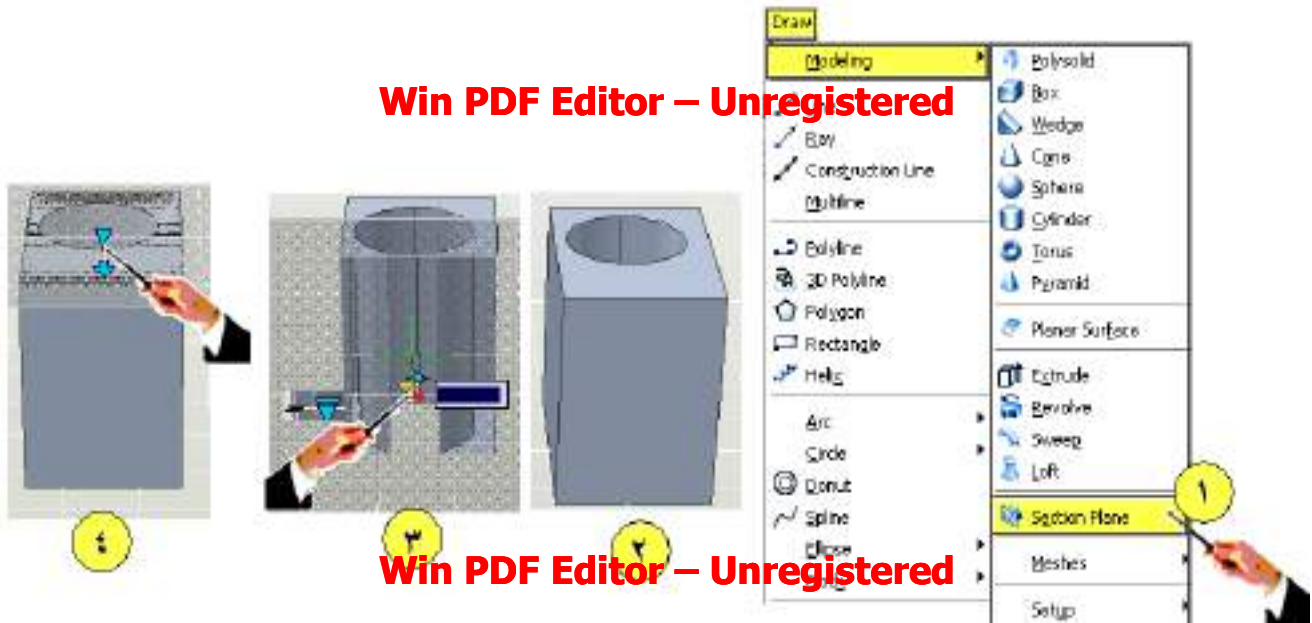 Draw
Modeling
Ray
Construction Line
Multiline
Polyline
3D Polyline
Polygon
Rectangle
Helix
Arc
Circle
Donut
Spline
Ellipse
Polysolid
Box
Wedge
Cone
Sphere
Cylinder
Torus
Pyramid
Planar Surface
Extrude
Revolve
Sweep
Loft
Section Plane
Meshes
Setup
١
٢
٣
٤
Win PDF Editor – Unregistered
Win PDF Editor – Unregistered